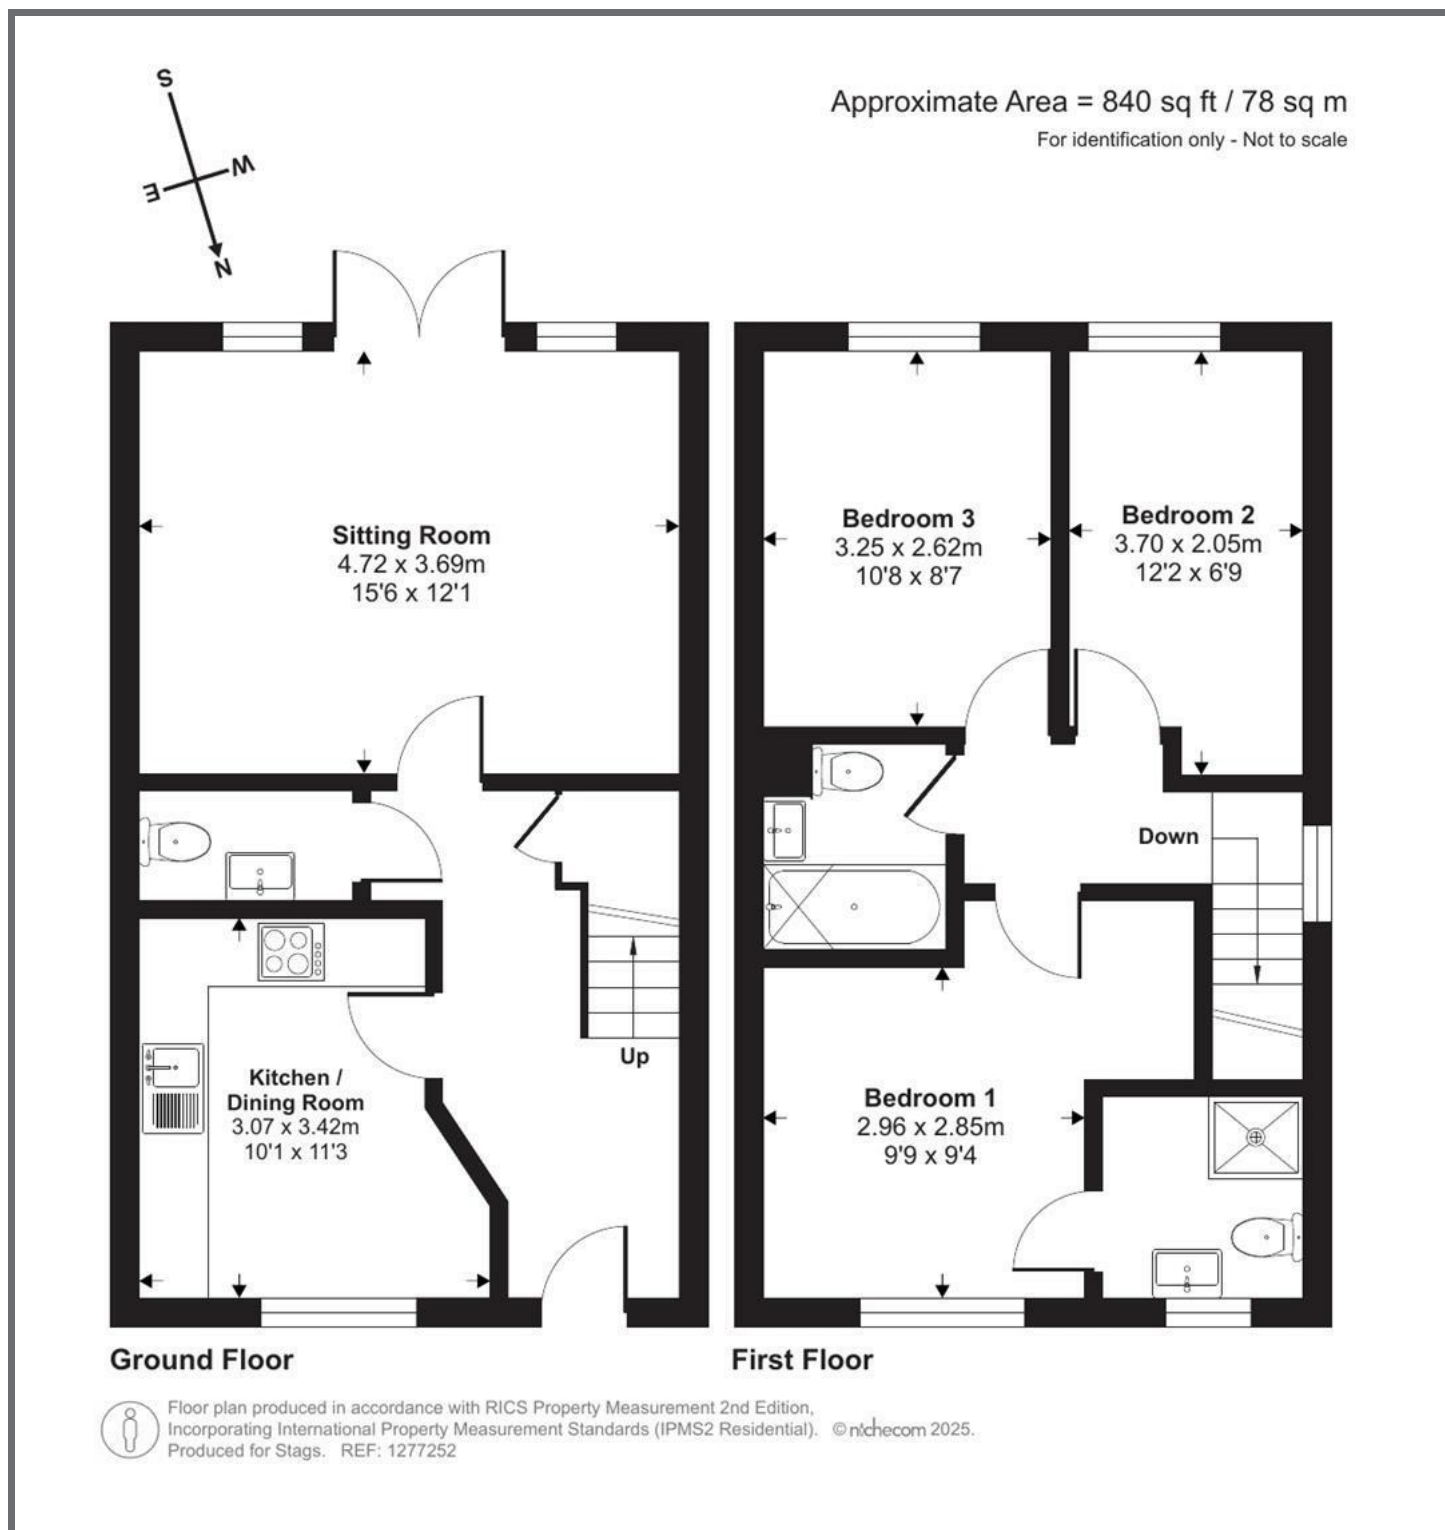 S
W
E
N
Approximate Area = 840 sq ft / 78 sq m
For identification only - Not to scale
Sitting Room
4.72 x 3.69m
15'6 x 12'1
Bedroom 3
3.25 x 2.62m
10'8 x 8'7
Bedroom 2
3.70 x 2.05m
12'2 x 6'9
Down
Up
Kitchen /
Dining Room
3.07 x 3.42m
10'1 x 11'3
Bedroom 1
2.96 x 2.85m
9'9 x 9'4
Ground Floor
First Floor
Floor plan produced in accordance with RICS Property Measurement 2nd Edition,
Incorporating International Property Measurement Standards (IPMS2 Residential). © nichecom 2025.
Produced for Stags. REF: 1277252